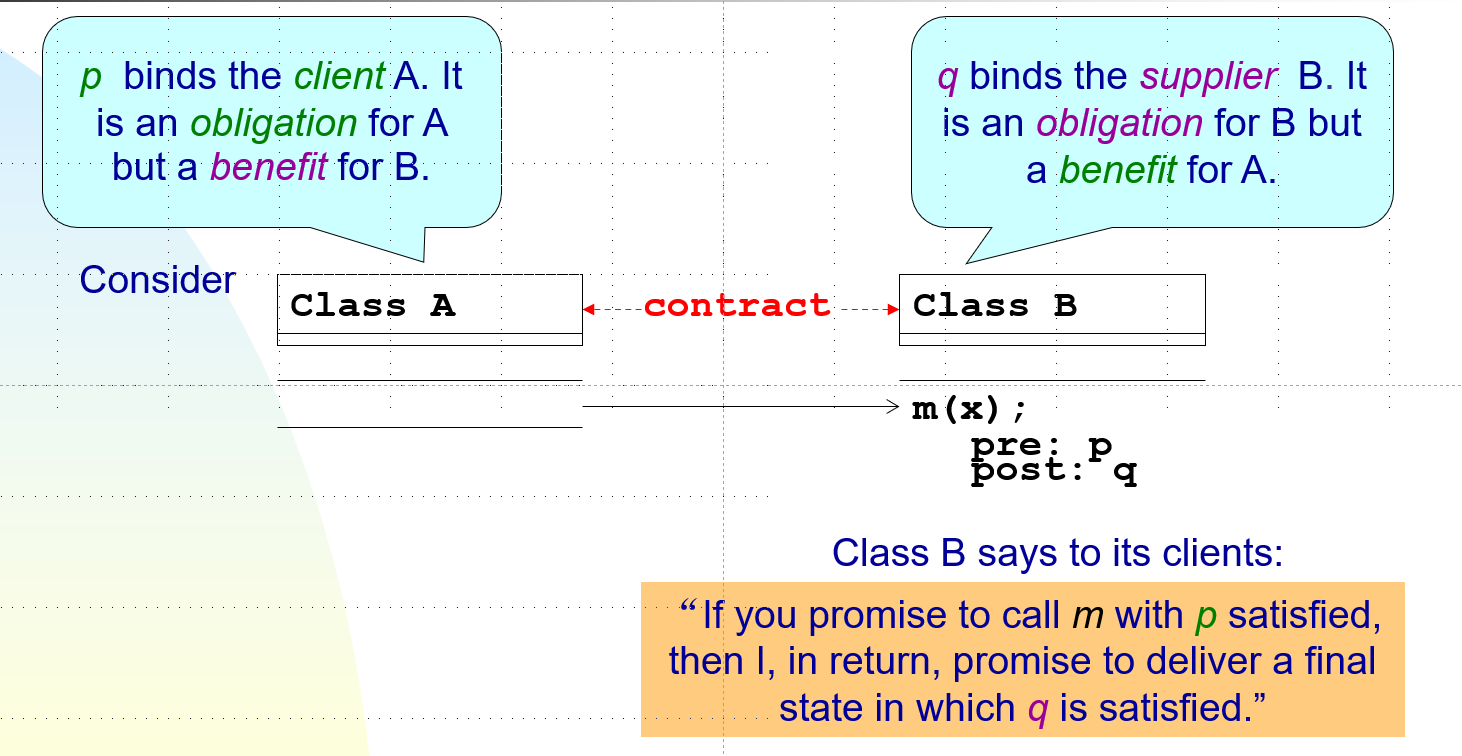 p binds the client A. It
is an obligation for A
but a benefit for B.
q binds the supplier B. It
is an obligation for B but
a benefit for A.
Consider
Class A
contract
Class B
m(x);
pre: p
post: q
Class B says to its clients:
“If you promise to call m with p satisfied,
then I, in return, promise to deliver a final
state in which q is satisfied.”